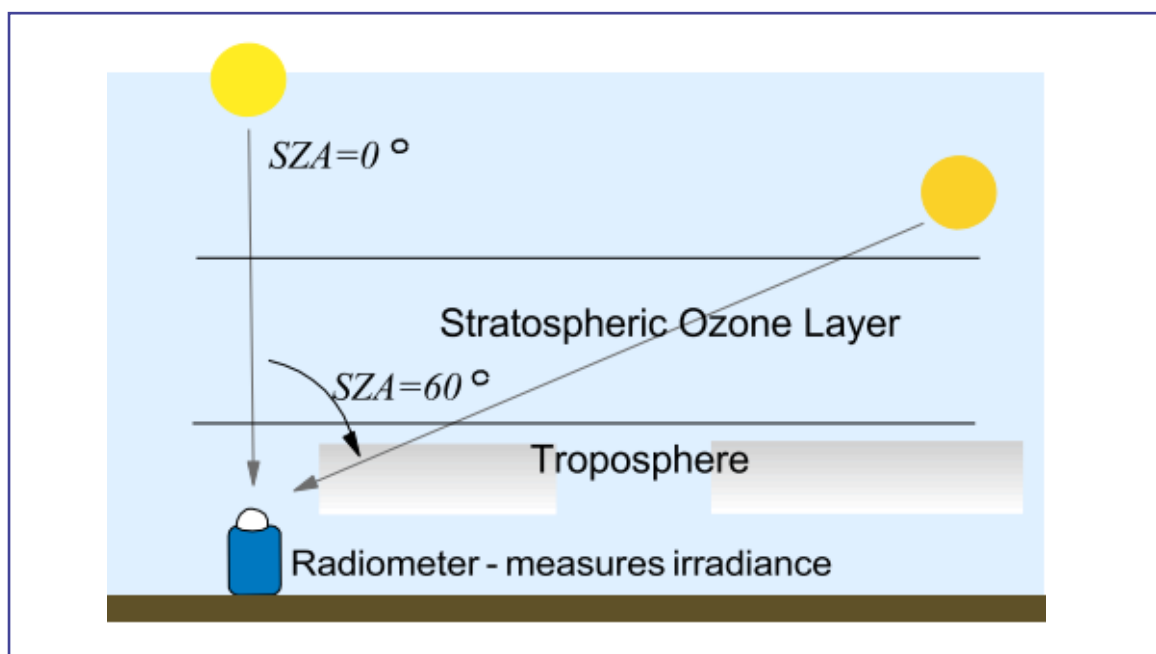 SZA=0 °
Stratospheric Ozone Layer
SZA=60 °
Troposphere
Radiometer - measures irradiance